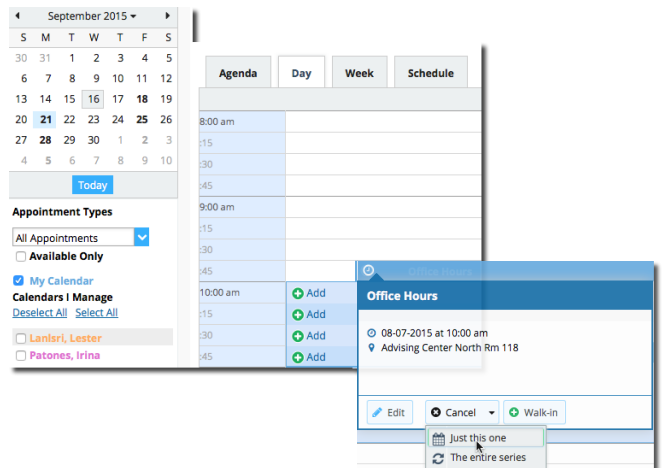 September 2015
S M T W T F S
30 31 1 2 3 4 5
6 7 8 9 10 11 12
13 14 15 16 17 18 19
20 21 22 23 24 25 26
27 28 29 30 1 2 3
4 5 6 7 8 9 10
Today
Appointment Types
All Appointments
Available Only
My Calendar
Calendars I Manage
Deselect All Select All
Lanlsri, Lester
Patones, Irina
Agenda Day Week Schedule
8:00 am
:15
:30
:45
9:00 am
:15
:30
:45
10:00 am Add
:15 Add
:30 Add
:45 Add
Office Hours
Office Hours
08-07-2015 at 10:00 am
Advising Center North Rm 118
Edit Cancel Walk-in
Just this one
The entire series